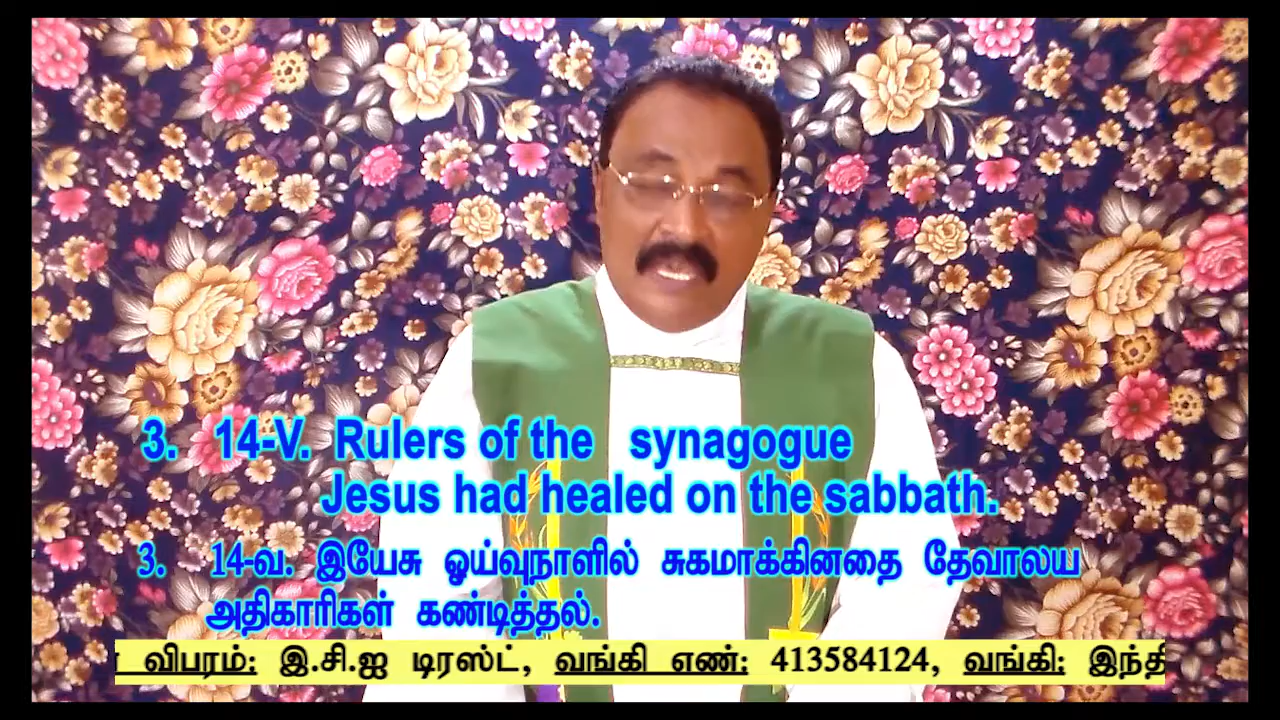 3. 14-V. Rulers of the synagogue
Jesus had healed on the sabbath.
3. 14-வ. இயேசு ஓய்வுநாளில் சுகமாக்கினதை தேவாலய
அதிகாரிகள் கண்டித்தல்.
விபரம்: இ.சி.ஐ டிரஸ்ட், வங்கி எண்: 413584124, வங்கி: